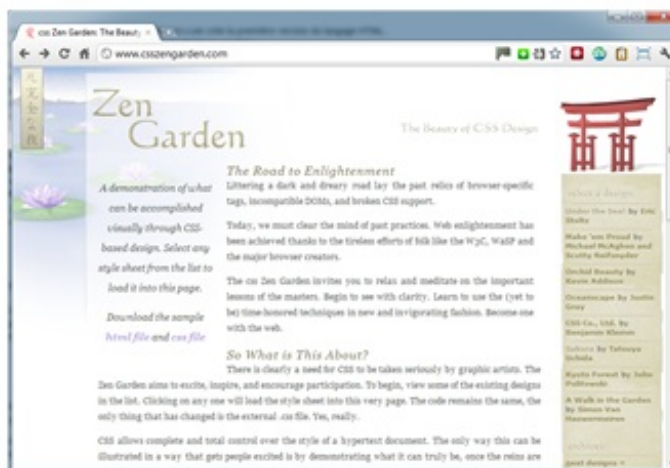 css Zen Garden: The Beauty
www.csszengarden.com
Zen
Garden
The Beauty of CSS Design
A demonstration of what
can be accomplished
visually through CSS-
based design. Select any
style sheet from the list to
load it into this page.
Download the sample
html file and css file
The Road to Enlightenment
Littering a dark and dreary road lay the past relics of browser-specific
tags, incompatible DOMs, and broken CSS support.
Today, we must clear the mind of past practices. Web enlightenment has
been achieved thanks to the tireless efforts of folk like the W3C, WaSP and
the major browser creators.
The css Zen Garden invites you to relax and meditate on the important
lessons of the masters. Begin to see with clarity. Learn to use the (yet to
be) time-honored techniques in new and invigorating fashion. Become one
with the web.
So What is This About?
There is clearly a need for CSS to be taken seriously by graphic artists. The
Zen Garden aims to excite, inspire, and encourage participation. To begin, view some of the existing designs
in the list. Clicking on any one will load the style sheet into this very page. The code remains the same, the
only thing that has changed is the external .css file. Yes, really.
CSS allows complete and total control over the style of a hypertext document. The only way this can be
illustrated in a way that gets people excited is by demonstrating what it can truly be, once the reins are
select a design:
Under the Sea! by Eric
Stoltz
Make 'em Proud by
Michael McAghon and
Scotty Reifsnyder
Orchid Beauty by
Kevin Addison
Oceanscape by Justin
Gray
CSS Co., Ltd. by
Benjamin Klemm
Sakura by Tatsuya
Uchida
Kyoto Forest by John
Politowski
A Walk in the Garden
by Simon Van
Hauwermeiren
archives:
next designs »